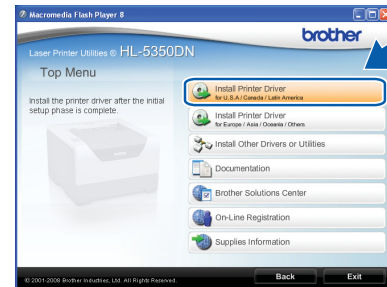 Macromedia Flash Player 8
brother
Laser Printer Utilities ® HL-5350DN
Top Menu
Install the printer driver after the initial
setup phase is complete.
Install Printer Driver
for U.S.A / Canada / Latin America
Install Printer Driver
for Europe / Asia / Oceania / Others
Install Other Drivers or Utilities
Documentation
Brother Solutions Center
On-Line Registration
Supplies Information
© 2001-2008 Brother Industries, Ltd. All Rights Reserved.
Back
Exit